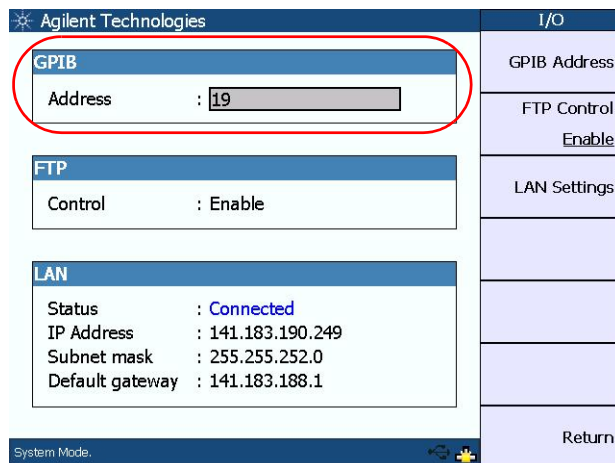 Agilent Technologies
GPIB
Address : 19
FTP
Control : Enable
LAN
Status : Connected
IP Address : 141.183.190.249
Subnet mask : 255.255.252.0
Default gateway : 141.183.188.1
System Mode.
I/O
GPIB Address
FTP Control
Enable
LAN Settings
Return